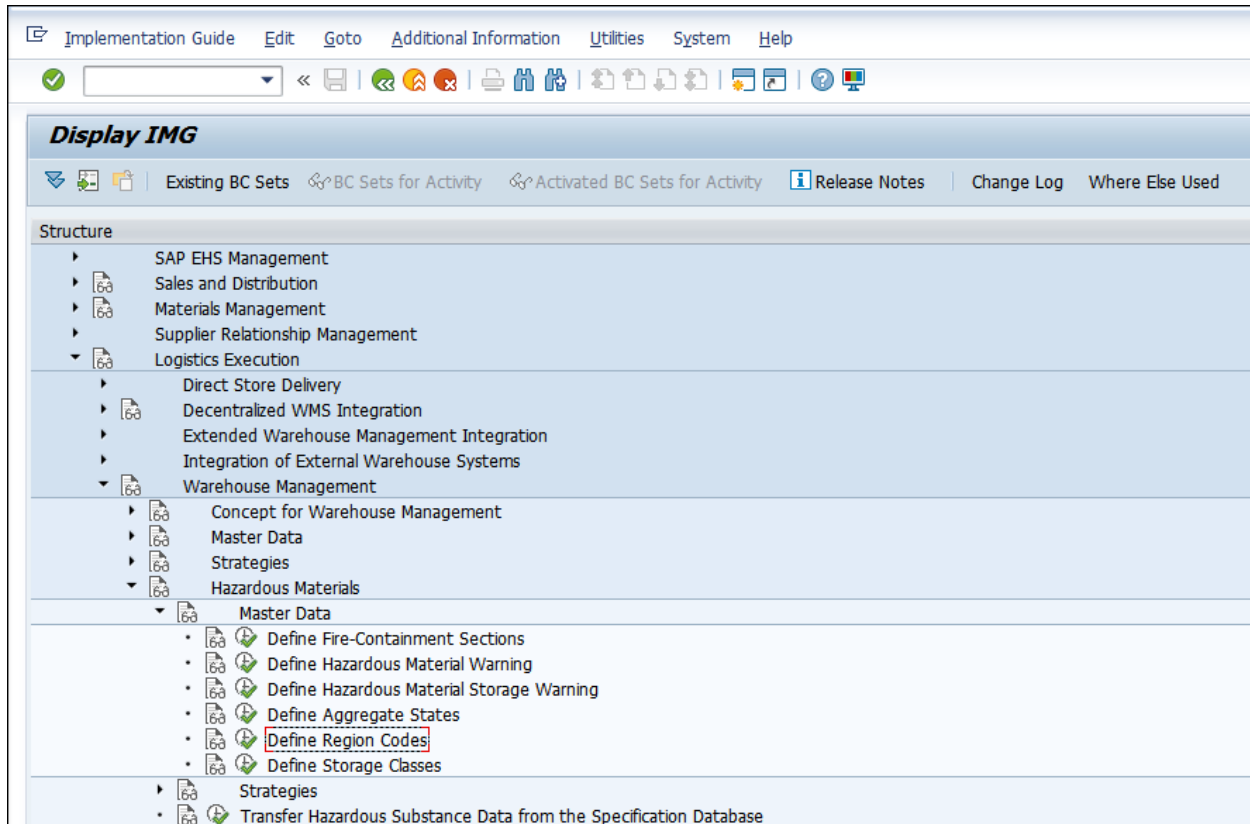 Implementation Guide Edit Goto Additional Information Utilities System Help
Display IMG
Existing BC Sets BC Sets for Activity Activated BC Sets for Activity Release Notes Change Log Where Else Used
Structure
SAP EHS Management
Sales and Distribution
Materials Management
Supplier Relationship Management
Logistics Execution
Direct Store Delivery
Decentralized WMS Integration
Extended Warehouse Management Integration
Integration of External Warehouse Systems
Warehouse Management
Concept for Warehouse Management
Master Data
Strategies
Hazardous Materials
Master Data
Define Fire-Containment Sections
Define Hazardous Material Warning
Define Hazardous Material Storage Warning
Define Aggregate States
Define Region Codes
Define Storage Classes
Strategies
Transfer Hazardous Substance Data from the Specification Database